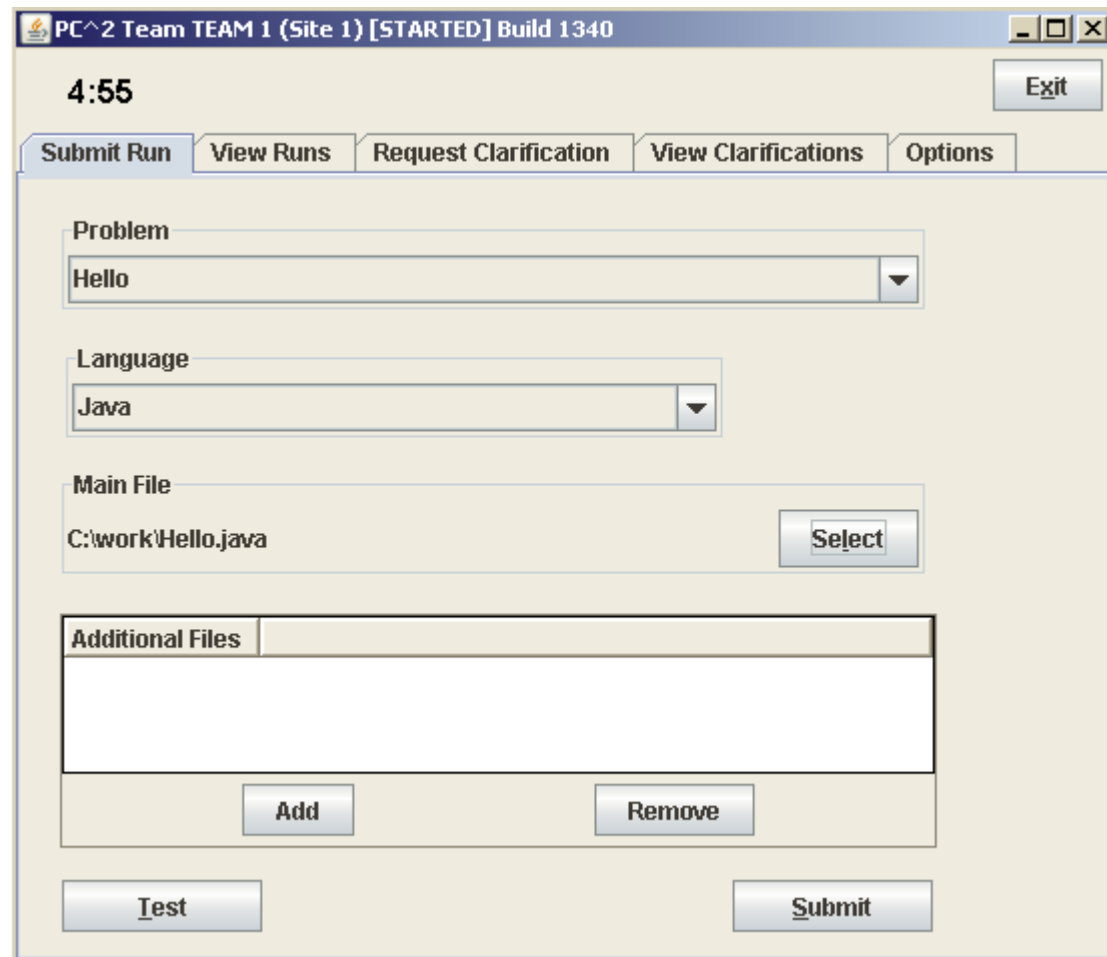 PC^2 Team TEAM 1 (Site 1) [STARTED] Build 1340
4:55
Exit
Submit Run View Runs Request Clarification View Clarifications Options
Problem
Hello
Language
Java
Main File
C:\work\Hello.java Select
Additional Files
Add Remove
Test Submit